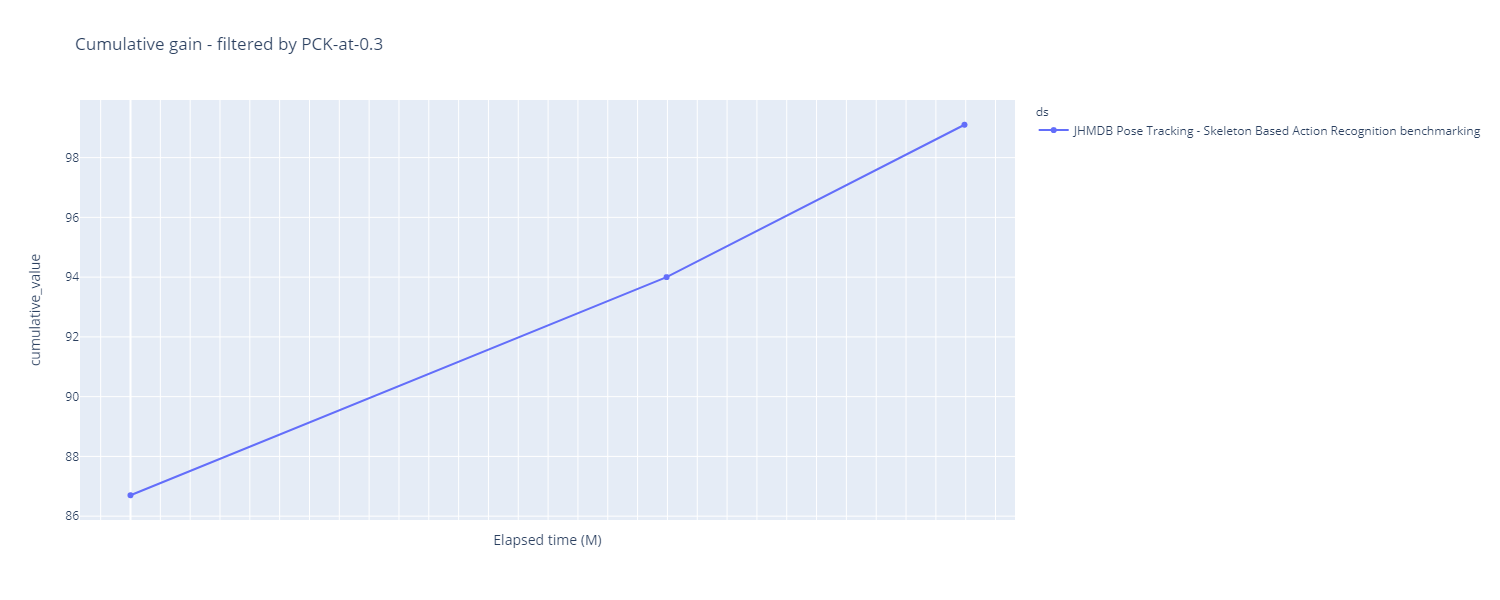 Cumulative gain - filtered by PCK-at-0.3
ds
JHMDB Pose Tracking - Skeleton Based Action Recognition benchmarking
98
96
94
92
90
88
86
cumulative_value
Elapsed time (M)